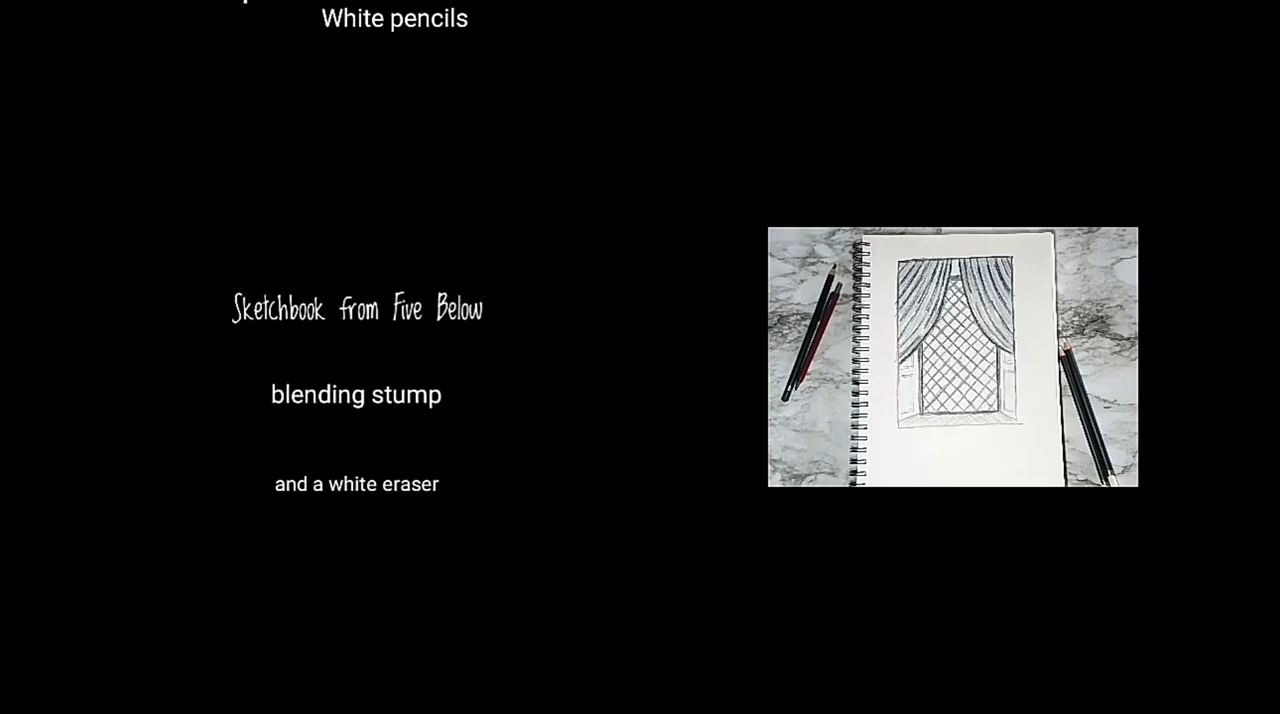 White pencils
Sketchbook from Five Below
blending stump
and a white eraser